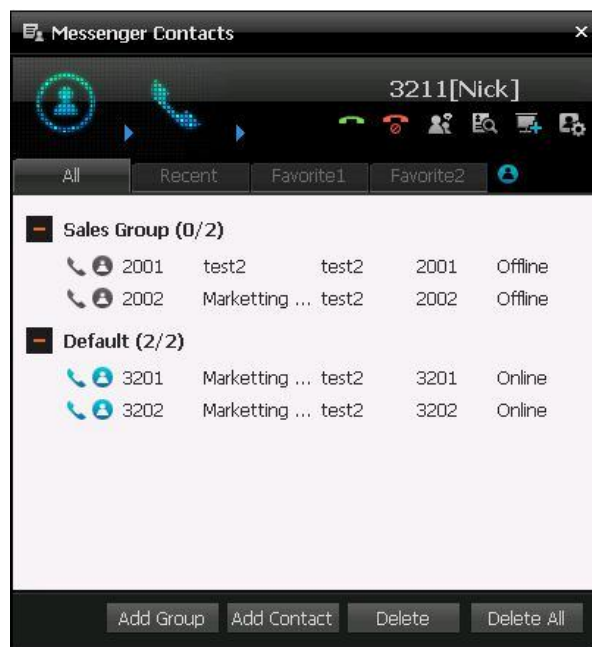 Messenger Contacts
3211[Nick]
All Recent Favorite1 Favorite2
Sales Group (0/2)
2001 test2 test2 2001 Offline
2002 Marketting ... test2 2002 Offline
Default (2/2)
3201 Marketting ... test2 3201 Online
3202 Marketting ... test2 3202 Online
Add Group Add Contact Delete Delete All